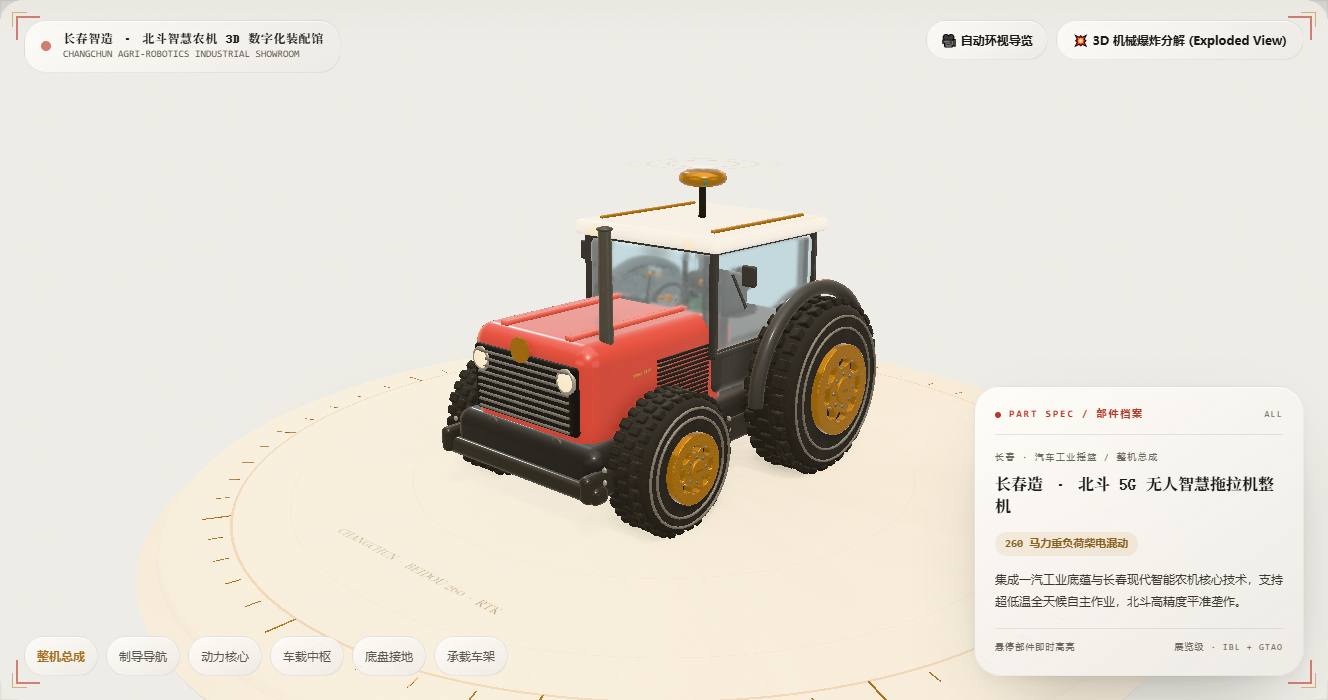 长春智造 · 北斗智慧农机 3D 数字化装配馆
CHANGCHUN AGRI-ROBOTICS INDUSTRIAL SHOWROOM
自动环视导览
3D 机械爆炸分解 (Exploded View)
CHANGCHUN · BEIDOU 260 · RTK
PART SPEC / 部件档案
ALL
长春 · 汽车工业摇篮 / 整机总成
长春造 · 北斗 5G 无人智慧拖拉机整
机
260 马力重负荷柴电混动
集成一汽工业底蕴与长春现代智能农机核心技术，支持
超低温全天候自主作业，北斗高精度平准垄作。
悬停部件即时高亮
展览级 · IBL + GTAO
整机总成
制导导航
动力核心
车载中枢
底盘接地
承载车架